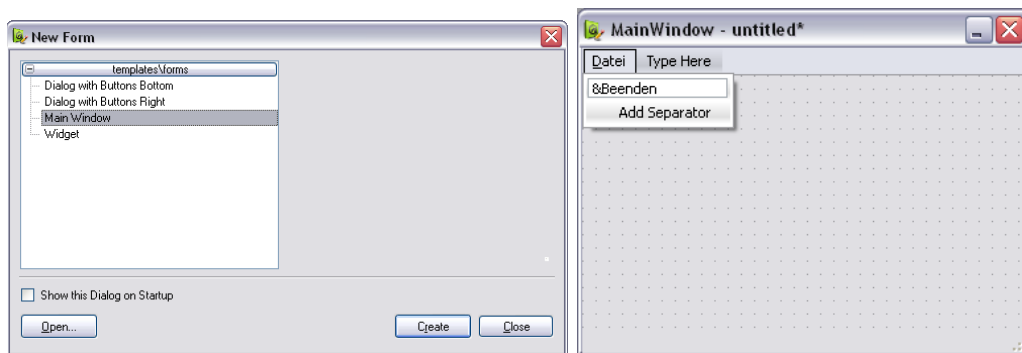 New Form
templates\forms
Dialog with Buttons Bottom
Dialog with Buttons Right
Main Window
Widget
Show this Dialog on Startup
Open...
Create
Close
MainWindow - untitled*
Datei
Type Here
&Beenden
Add Separator